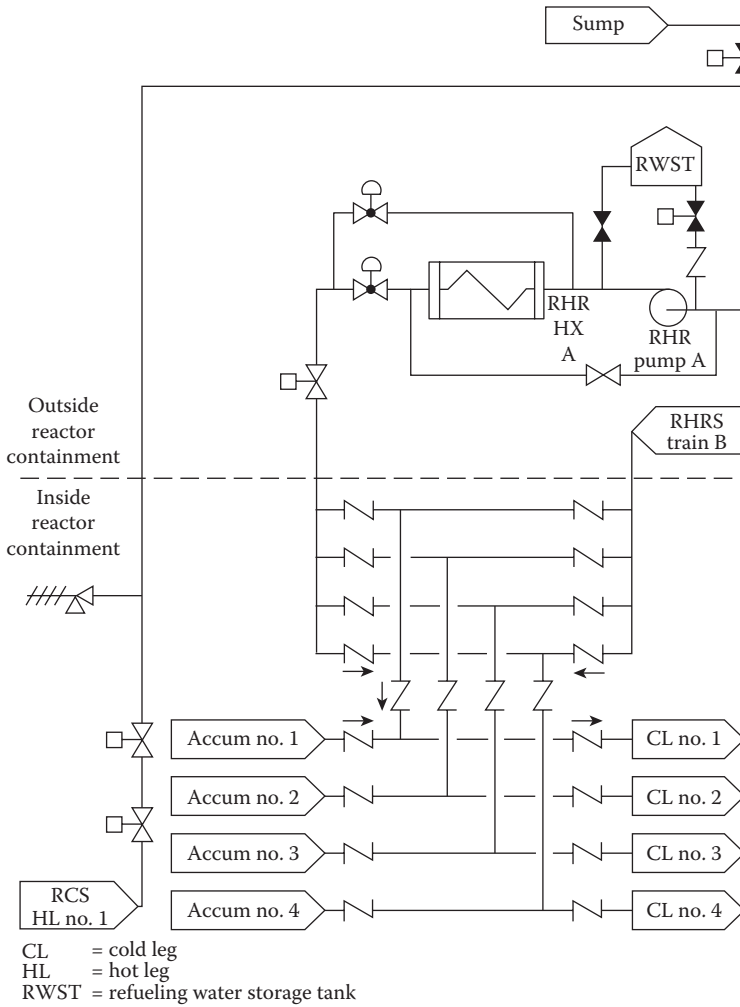 Sump
RWST
RHR
HX
A
RHR
pump A
Outside
reactor
containment
RHRS
train B
Inside
reactor
containment
Accum no. 1
CL no. 1
Accum no. 2
CL no. 2
Accum no. 3
CL no. 3
RCS
HL no. 1
Accum no. 4
CL no. 4
CL = cold leg
HL = hot leg
RWST = refueling water storage tank